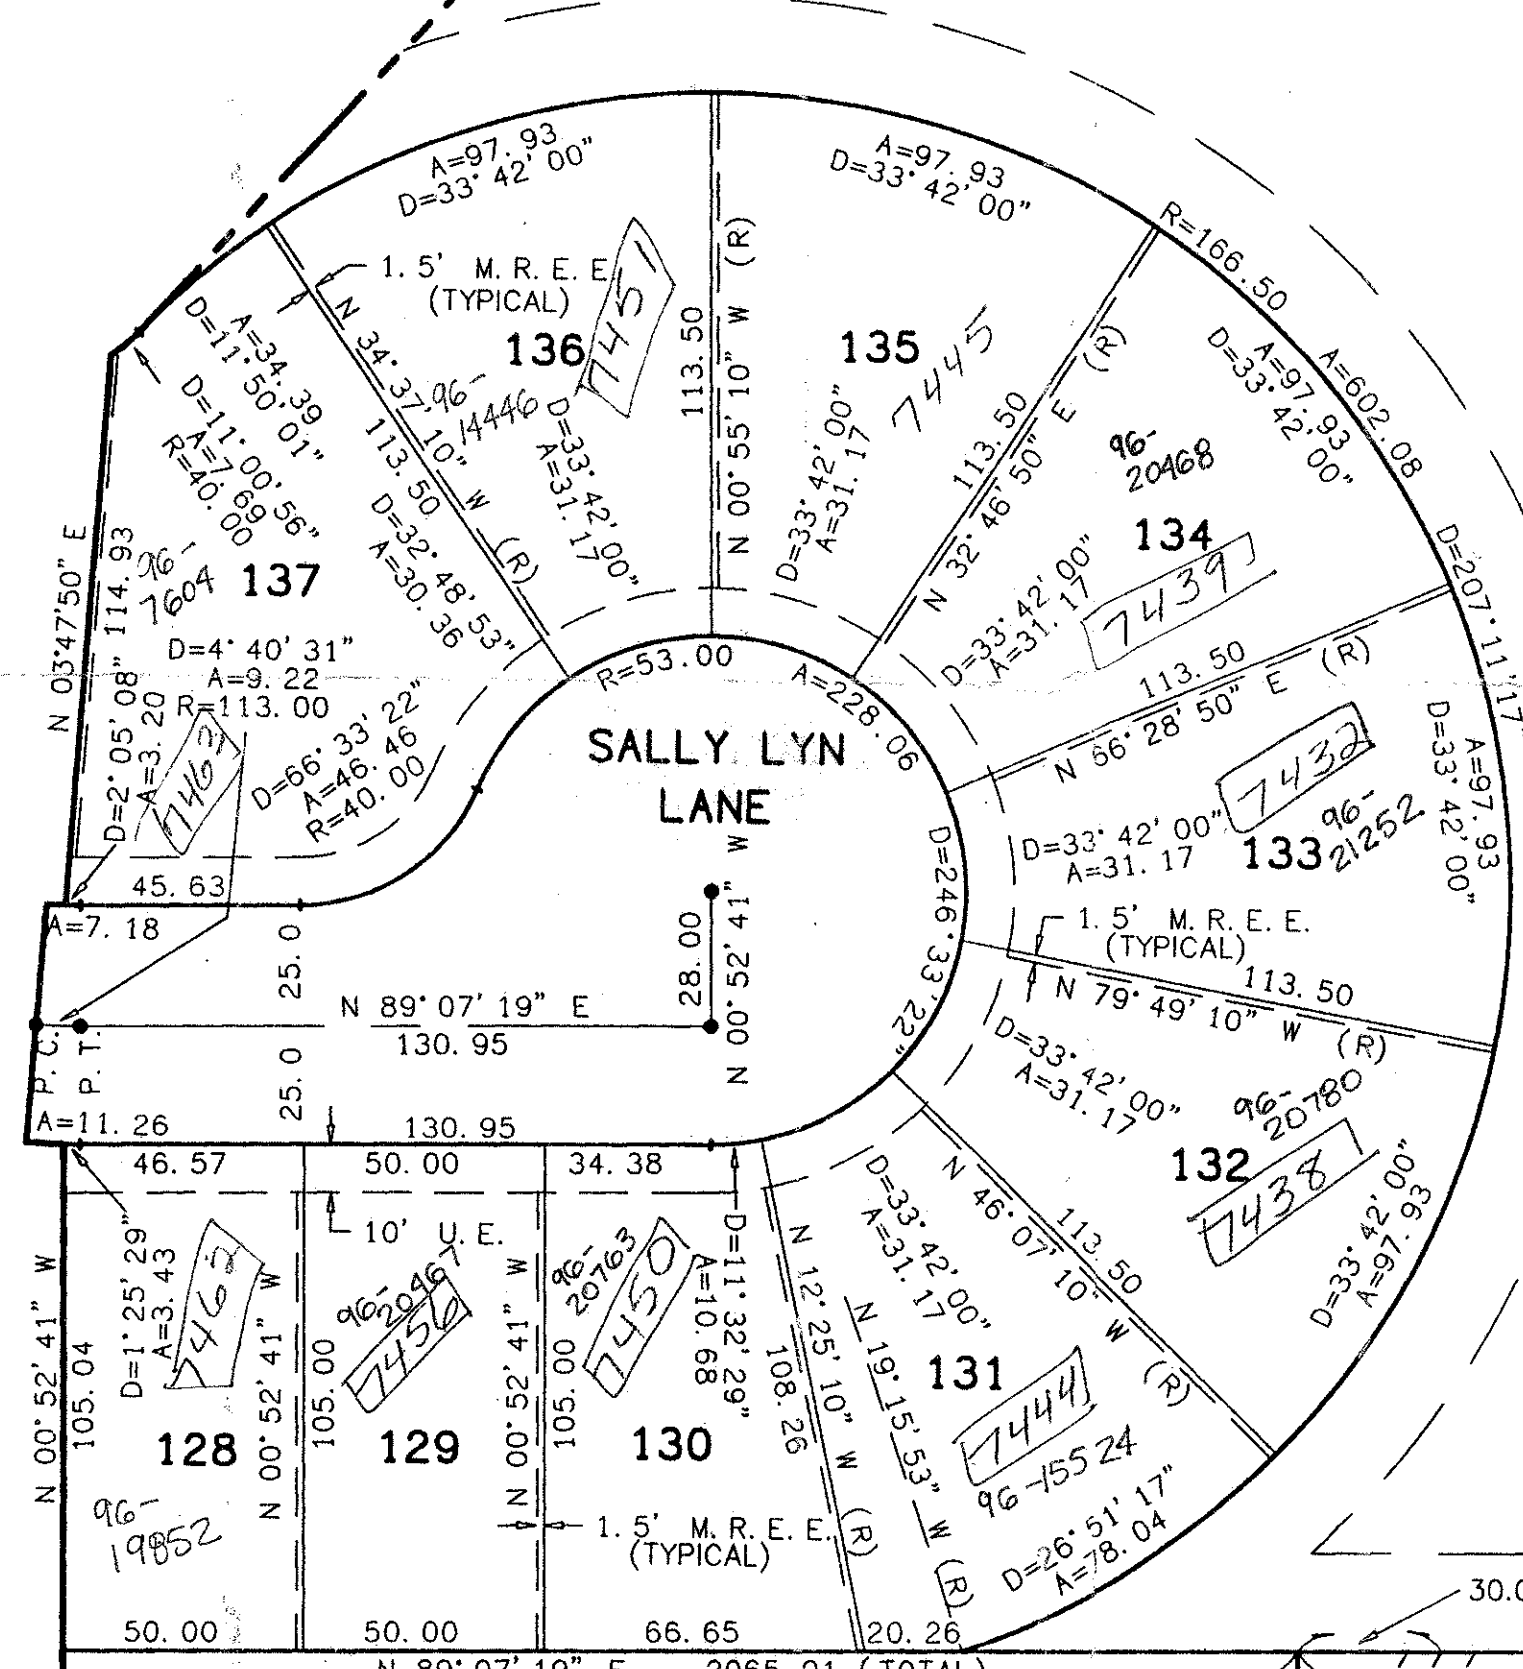 A=97.93
D=33°42'00"
A=97.93
D=33°42'00"
R=166.50
A=602.08
D=207°11'17
1.5' M.R.E.E.
(TYPICAL)
136
7451
96-
14446
N 34°37'10" W (R)
113.50
D=33°42'00"
A=31.17
113.50
N 00°55'10" W (R)
135
7445
D=33°42'00"
A=31.17
113.50
N 32°46'50" E (R)
A=97.93
D=33°42'00"
96-
20468
134
7439
D=33°42'00"
A=31.17
113.50
N 66°28'50" E (R)
A=34.39
D=11°50'01"
D=11°00'56"
A=7.69
R=40.00
D=32°48'53"
A=30.36
N 03°47'50" E
114.93
96-
7604
137
D=4°40'31"
A=9.22
R=113.00
D=2°05'08"
A=3.20
7463
D=66°33'22"
A=46.46
R=40.00
45.63
R=53.00
A=228.06
D=246°33'22"
SALLY LYN
LANE
7432
D=33°42'00"
A=31.17
133
96-
21252
A=97.93
D=33°42'00"
1.5' M.R.E.E.
(TYPICAL)
113.50
N 79°49'10" W (R)
A=7.18
25.0
28.00
N 00°52'41" W
N 89°07'19" E
130.95
P.C.
P.T.
25.0
A=11.26
130.95
46.57
50.00
34.38
D=33°42'00"
A=31.17
96-
20780
132
7438
D=33°42'00"
A=97.93
N 46°07'10" W (R)
113.50
10' U.E.
N 00°52'41" W
105.04
D=1°25'29"
A=3.43
7462
128
96-
19852
N 00°52'41" W
105.00
96-
20467
7456
129
N 00°52'41" W
105.00
96-
20763
7450
130
D=11°32'29"
A=10.68
N 12°25'10" W (R)
108.26
D=33°42'00"
A=31.17
N 19°15'53" W (R)
131
7444
96-15524
D=26°51'17"
A=78.04
1.5' M.R.E.E.
(TYPICAL)
30.0
50.00
50.00
66.65
20.26
N 89°07'19" E 2065.21 (TOTAL)